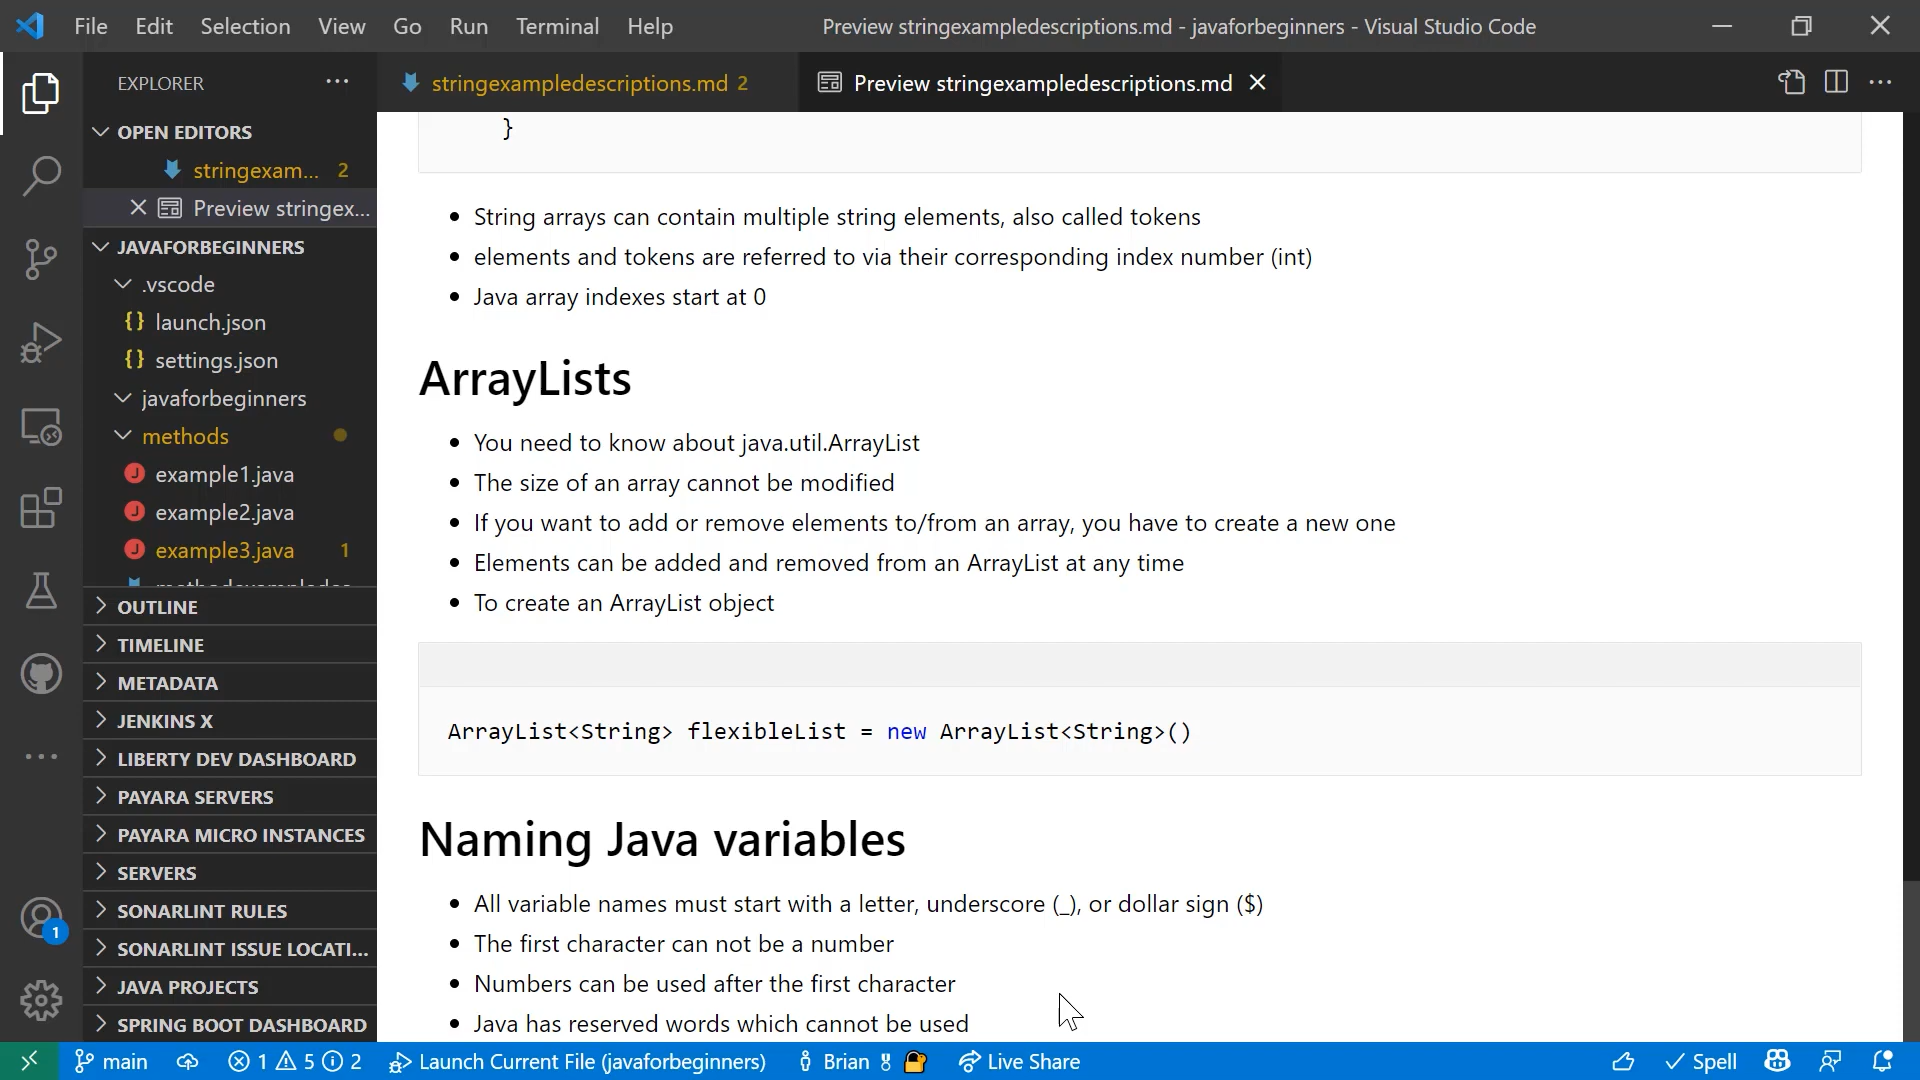 File Edit Selection View Go Run Terminal Help
Preview stringexampledescriptions.md - javaforbeginners - Visual Studio Code
EXPLORER
stringexampledescriptions.md 2
Preview stringexampledescriptions.md
OPEN EDITORS
stringexam... 2
Preview stringex...
JAVAFORBEGINNERS
.vscode
{} launch.json
{} settings.json
javaforbeginners
methods
J example1.java
J example2.java
J example3.java 1
OUTLINE
TIMELINE
METADATA
JENKINS X
LIBERTY DEV DASHBOARD
PAYARA SERVERS
PAYARA MICRO INSTANCES
SERVERS
SONARLINT RULES
SONARLINT ISSUE LOCATI...
JAVA PROJECTS
SPRING BOOT DASHBOARD
1
}
• String arrays can contain multiple string elements, also called tokens
• elements and tokens are referred to via their corresponding index number (int)
• Java array indexes start at 0
ArrayLists
• You need to know about java.util.ArrayList
• The size of an array cannot be modified
• If you want to add or remove elements to/from an array, you have to create a new one
• Elements can be added and removed from an ArrayList at any time
• To create an ArrayList object
ArrayList<String> flexibleList = new ArrayList<String>()
Naming Java variables
• All variable names must start with a letter, underscore (_), or dollar sign ($)
• The first character can not be a number
• Numbers can be used after the first character
• Java has reserved words which cannot be used
main 1 5 2 Launch Current File (javaforbeginners) Brian Live Share Spell